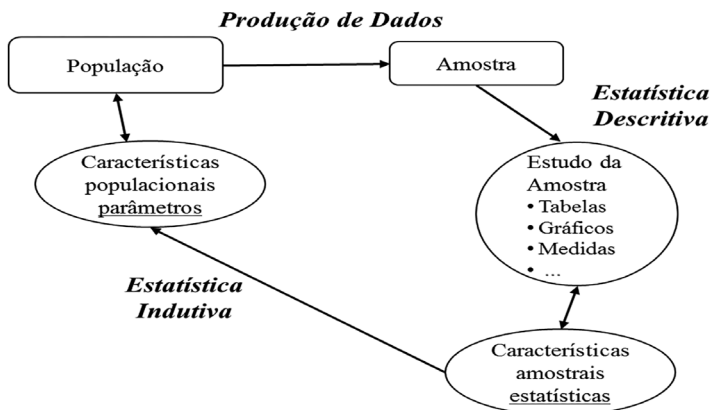 Produção de Dados
População
Amostra
Estatística
Descritiva
Características
populacionais
parâmetros
Estudo da
Amostra
• Tabelas
• Gráficos
• Medidas
• ...
Estatística
Indutiva
Características
amostrais
estatísticas